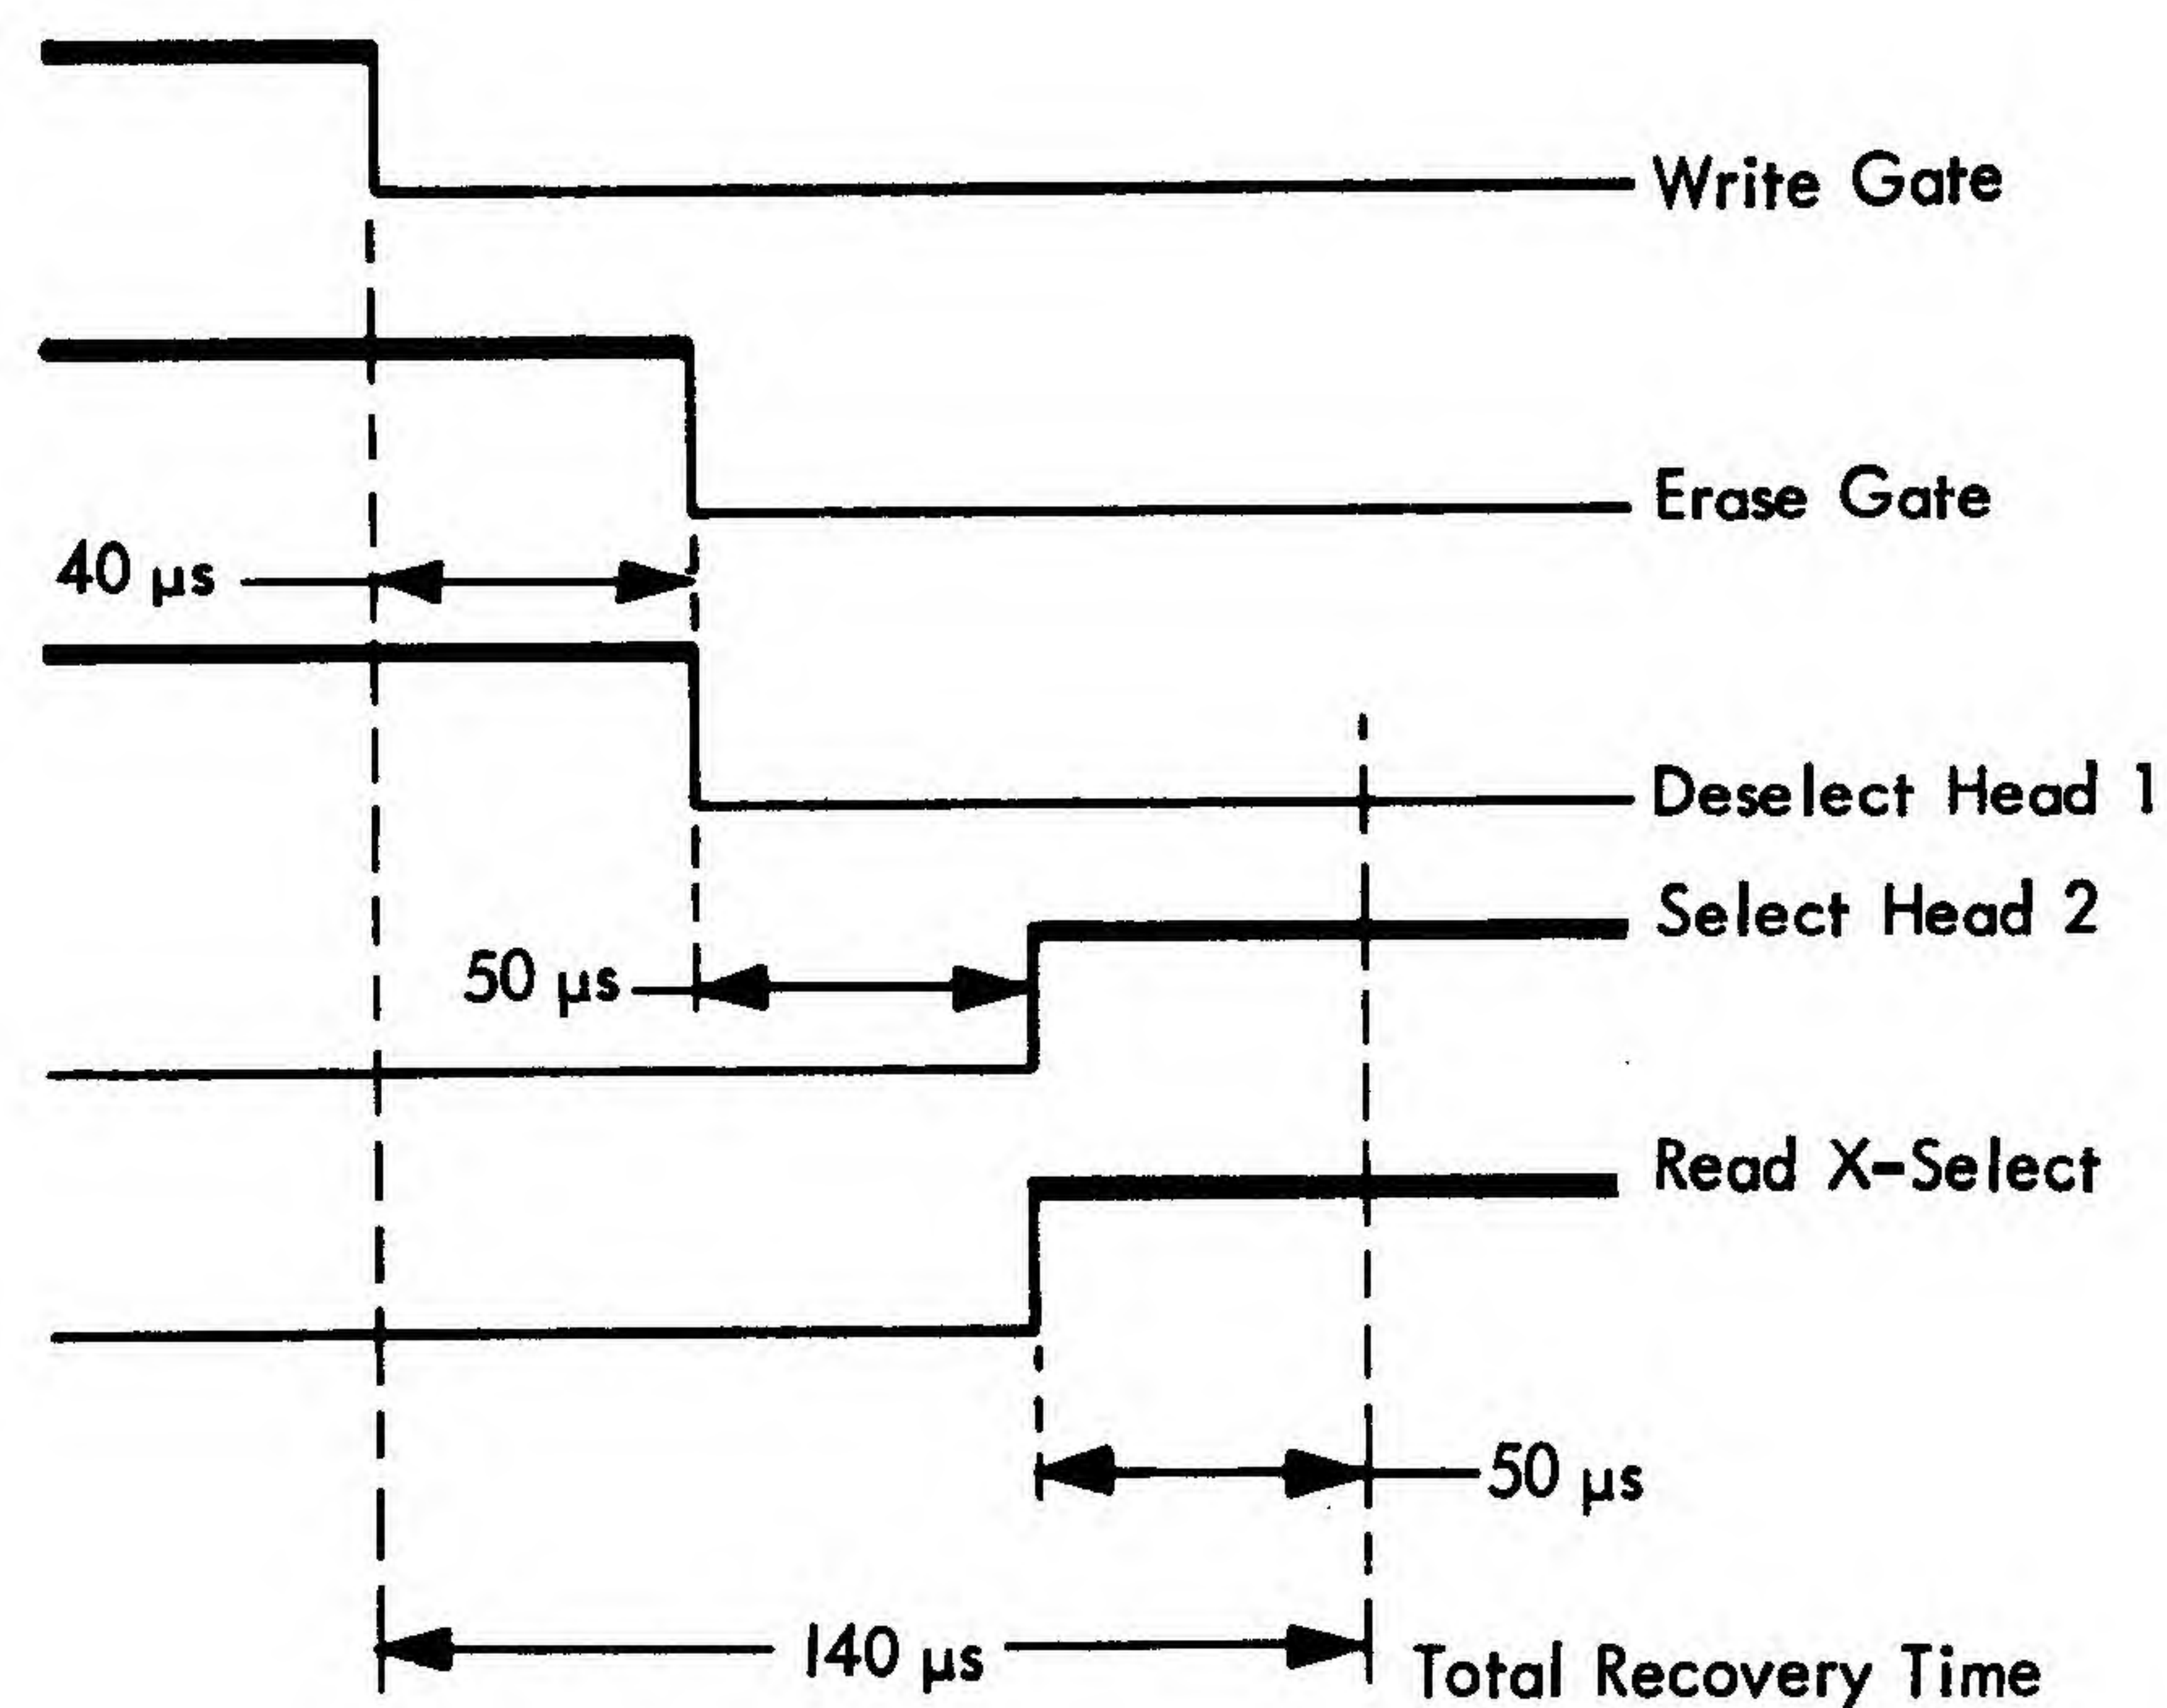 Write Gate
Erase Gate
40 µs
Deselect Head 1
Select Head 2
50 µs
Read X-Select
50 µs
140 µs
Total Recovery Time